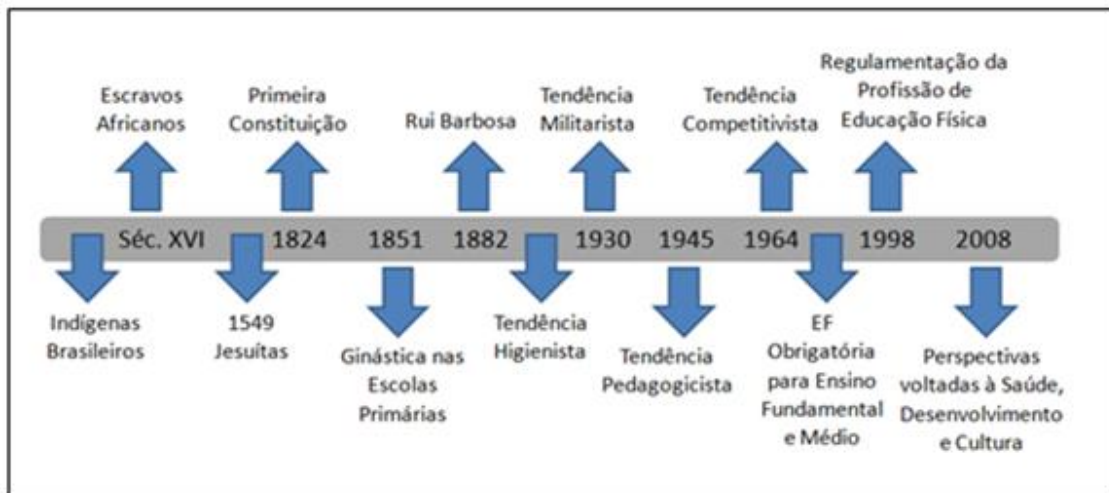 Escravos
Africanos
Primeira
Constituição
Rui Barbosa
Tendência
Militarista
Tendência
Competitivista
Regulamentação da
Profissão de
Educação Física
Séc. XVI 1824 1851 1882 1930 1945 1964 1998 2008
Indígenas
Brasileiros
1549
Jesuítas
Ginástica nas
Escolas
Primárias
Tendência
Higienista
Tendência
Pedagogicista
EF
Obrigatória
para Ensino
Fundamental
e Médio
Perspectivas
voltadas à Saúde,
Desenvolvimento
e Cultura